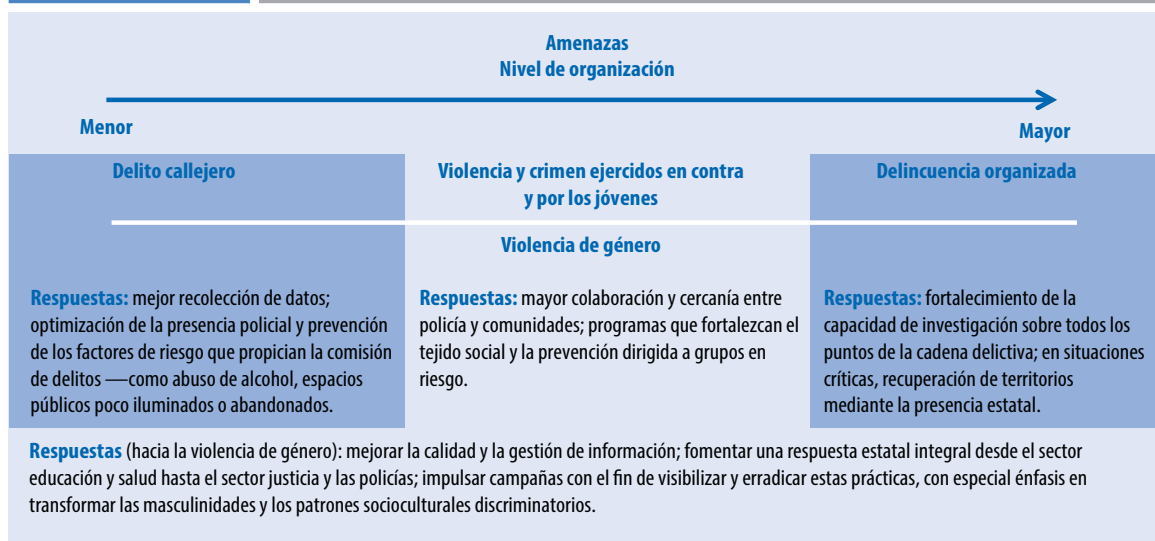 Amenazas
Nivel de organización
Menor
Mayor
Delito callejero
Violencia y crimen ejercidos en contra
y por los jóvenes
Delincuencia organizada
Violencia de género
Respuestas: mejor recolección de datos;
optimización de la presencia policial y prevención
de los factores de riesgo que propician la comisión
de delitos —como abuso de alcohol, espacios
públicos poco iluminados o abandonados.
Respuestas: mayor colaboración y cercanía entre
policía y comunidades; programas que fortalezcan el
tejido social y la prevención dirigida a grupos en
riesgo.
Respuestas: fortalecimiento de la
capacidad de investigación sobre todos los
puntos de la cadena delictiva; en situaciones
críticas, recuperación de territorios
mediante la presencia estatal.
Respuestas (hacia la violencia de género): mejorar la calidad y la gestión de información; fomentar una respuesta estatal integral desde el sector
educación y salud hasta el sector justicia y las policías; impulsar campañas con el fin de visibilizar y erradicar estas prácticas, con especial énfasis en
transformar las masculinidades y los patrones socioculturales discriminatorios.